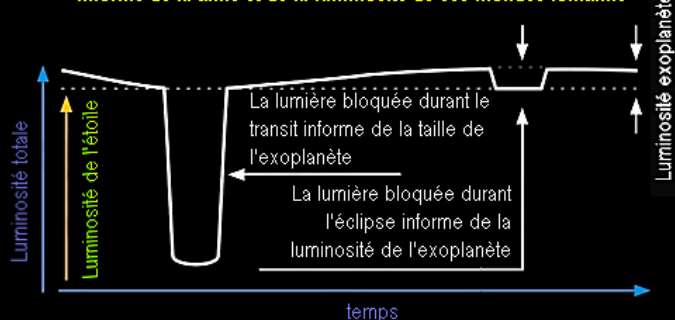 La lumière bloquée durant le
transit informe de la taille de
l'exoplanète
La lumière bloquée durant
l'éclipse informe de la
luminosité de l'exoplanète
Luminosité totale
Luminosité de l'étoile
Luminosité exoplanète
temps